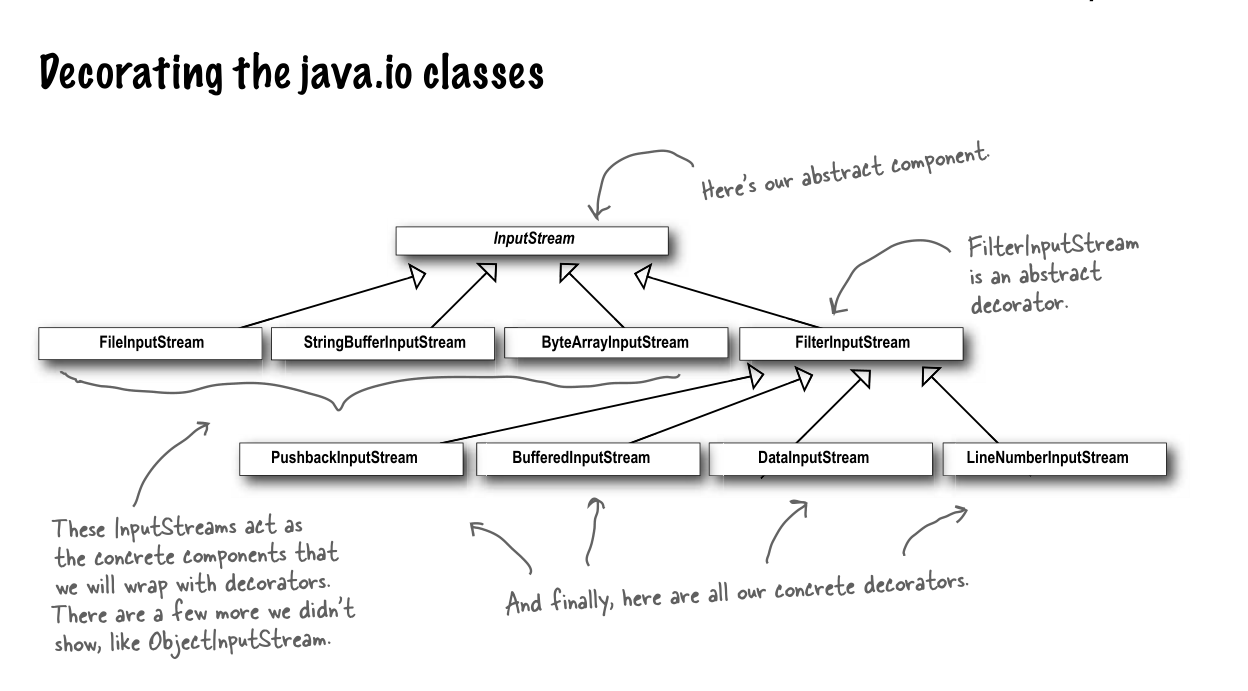 Decorating the java.io classes
Here's our abstract component.
InputStream
FilterInputStream
is an abstract
decorator.
FileInputStream
StringBufferInputStream
ByteArrayInputStream
FilterInputStream
PushbackInputStream
BufferedInputStream
DataInputStream
LineNumberInputStream
These InputStreams act as
the concrete components that
we will wrap with decorators.
There are a few more we didn't
show, like ObjectInputStream.
And finally, here are all our concrete decorators.